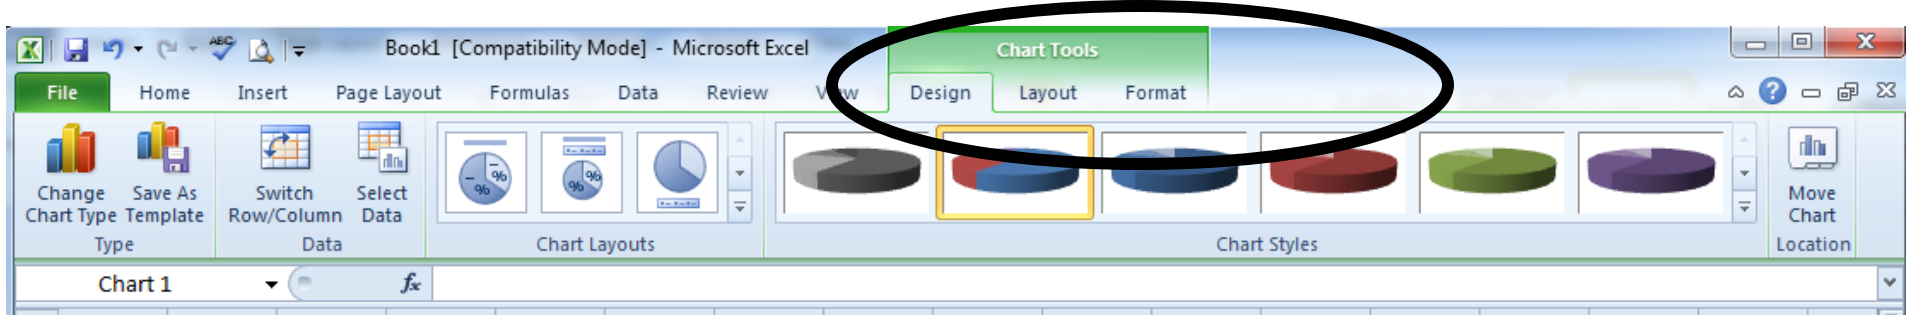 ABC
Book1 [Compatibility Mode] - Microsoft Excel
Chart Tools
File Home Insert Page Layout Formulas Data Review View Design Layout Format
Change Chart Type
Save As Template
Switch Row/Column
Select Data
% %
% %
Move Chart
Type Data Chart Layouts Chart Styles Location
Chart 1 fx